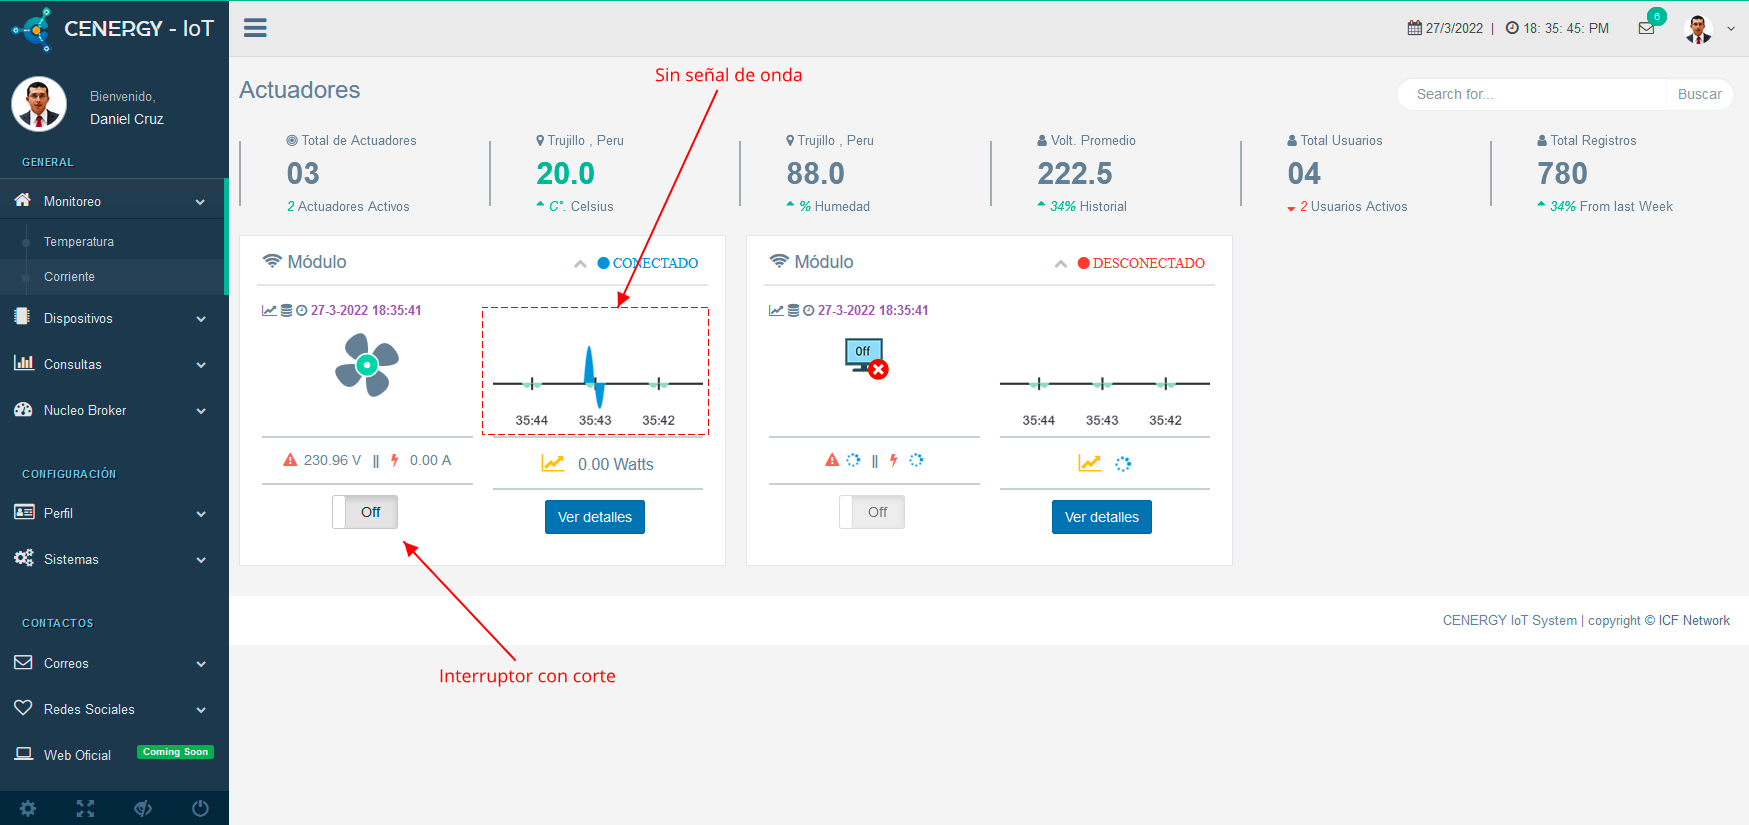 CENERGY - IoT
27/3/2022 | 18: 35: 45: PM
6
Bienvenido,
Daniel Cruz
GENERAL
Monitoreo
Temperatura
Corriente
Dispositivos
Consultas
Nucleo Broker
CONFIGURACIÓN
Perfil
Sistemas
CONTACTOS
Correos
Redes Sociales
Web Oficial
Coming Soon
Sin señal de onda
Actuadores
Search for...
Buscar
Total de Actuadores
03
2 Actuadores Activos
Trujillo , Peru
20.0
C°. Celsius
Trujillo , Peru
88.0
% Humedad
Volt. Promedio
222.5
34% Historial
Total Usuarios
04
2 Usuarios Activos
Total Registros
780
34% From last Week
Módulo
CONECTADO
27-3-2022 18:35:41
35:44 35:43 35:42
230.96 V || 0.00 A
0.00 Watts
Off
Ver detalles
Módulo
DESCONECTADO
27-3-2022 18:35:41
Off
35:44 35:43 35:42
||
Off
Ver detalles
Interruptor con corte
CENERGY IoT System | copyright © ICF Network